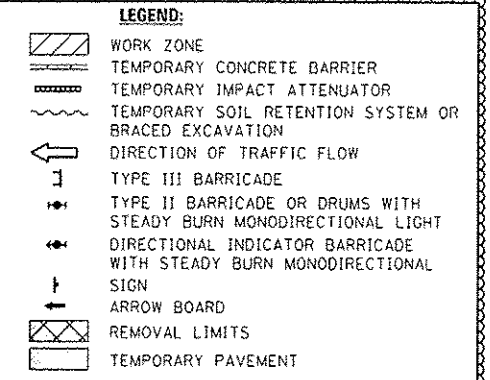 LEGEND:
WORK ZONE
TEMPORARY CONCRETE BARRIER
TEMPORARY IMPACT ATTENUATOR
TEMPORARY SOIL RETENTION SYSTEM OR
BRACED EXCAVATION
DIRECTION OF TRAFFIC FLOW
TYPE III BARRICADE
TYPE II BARRICADE OR DRUMS WITH
STEADY BURN MONODIRECTIONAL LIGHT
DIRECTIONAL INDICATOR BARRICADE
WITH STEADY BURN MONODIRECTIONAL
SIGN
ARROW BOARD
REMOVAL LIMITS
TEMPORARY PAVEMENT